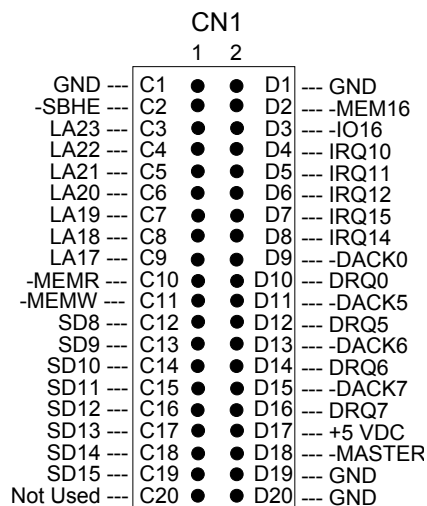 CN1
1 2
GND --- C1 D1 --- GND
-SBHE --- C2 D2 --- -MEM16
LA23 --- C3 D3 --- -IO16
LA22 --- C4 D4 --- IRQ10
LA21 --- C5 D5 --- IRQ11
LA20 --- C6 D6 --- IRQ12
LA19 --- C7 D7 --- IRQ15
LA18 --- C8 D8 --- IRQ14
LA17 --- C9 D9 --- -DACK0
-MEMR --- C10 D10 --- DRQ0
-MEMW --- C11 D11 --- -DACK5
SD8 --- C12 D12 --- DRQ5
SD9 --- C13 D13 --- -DACK6
SD10 --- C14 D14 --- DRQ6
SD11 --- C15 D15 --- -DACK7
SD12 --- C16 D16 --- DRQ7
SD13 --- C17 D17 --- +5 VDC
SD14 --- C18 D18 --- -MASTER
SD15 --- C19 D19 --- GND
Not Used --- C20 D20 --- GND